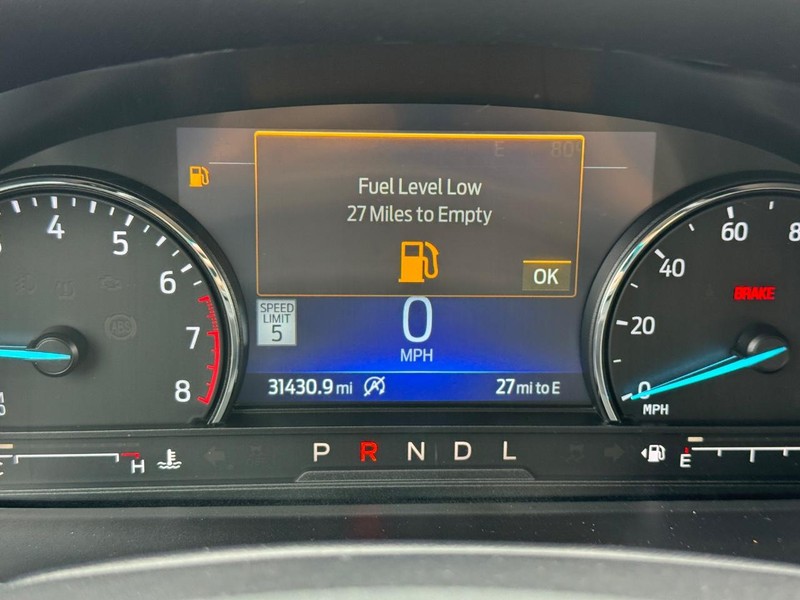 E 80°
Fuel Level Low
27 Miles to Empty
OK
SPEED
LIMIT
5
0
MPH
31430.9 mi
27 mi to E
4
5
6
7
8
ABS
20
40
60
0
MPH
BRAKE
H
P R N D L
E